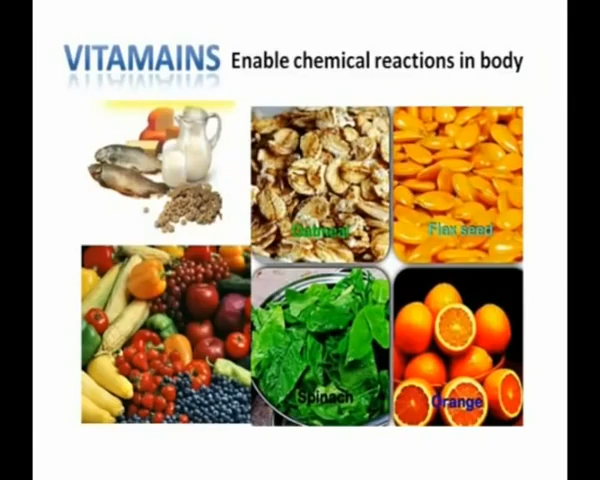 VITAMAINS Enable chemical reactions in body
Oatmeal
Flax seed
Spinach
Orange